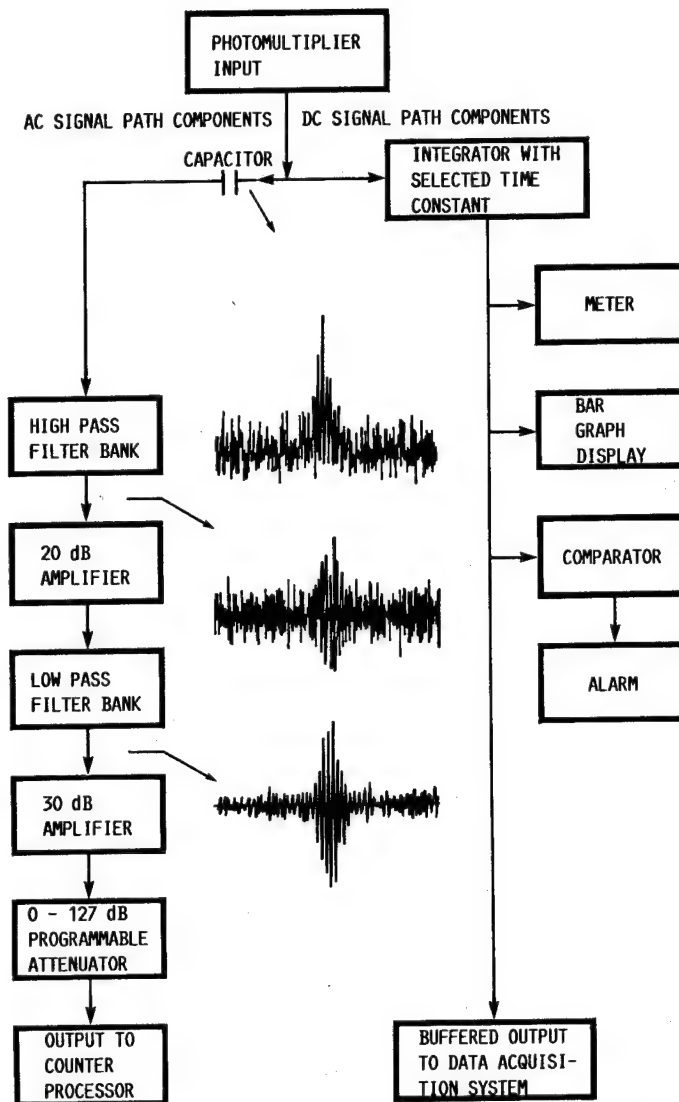 PHOTOMULTIPLIER
INPUT
AC SIGNAL PATH COMPONENTS
DC SIGNAL PATH COMPONENTS
CAPACITOR
INTEGRATOR WITH
SELECTED TIME
CONSTANT
METER
BAR
GRAPH
DISPLAY
COMPARATOR
ALARM
HIGH PASS
FILTER BANK
20 dB
AMPLIFIER
LOW PASS
FILTER BANK
30 dB
AMPLIFIER
0 - 127 dB
PROGRAMMABLE
ATTENUATOR
OUTPUT TO
COUNTER
PROCESSOR
BUFFERED OUTPUT
TO DATA ACQUISI-
TION SYSTEM